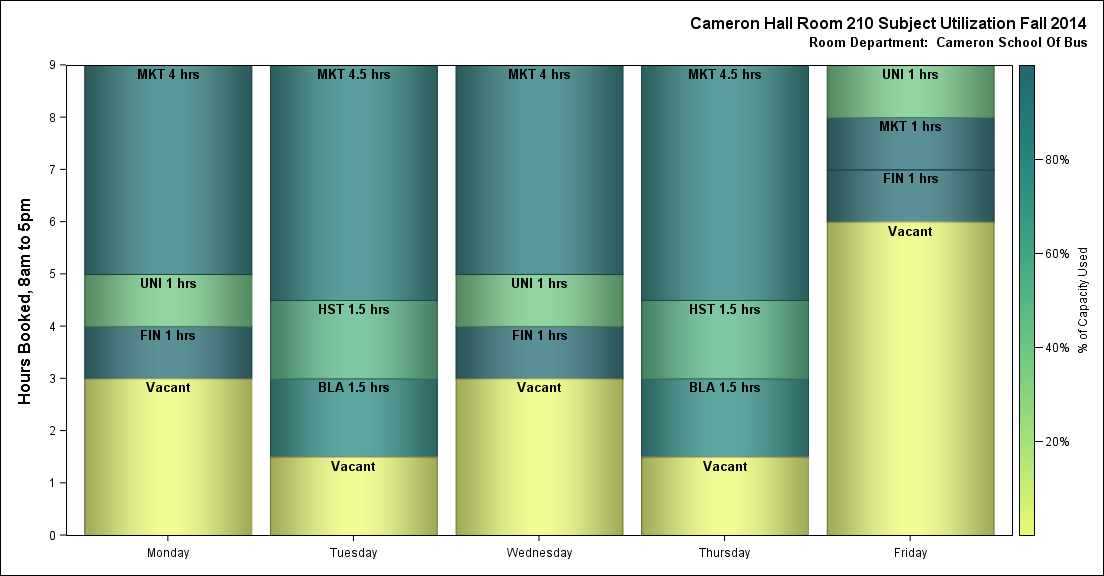 Cameron Hall Room 210 Subject Utilization Fall 2014
Room Department: Cameron School Of Bus
Hours Booked, 8am to 5pm
9
8
7
6
5
4
3
2
1
0
MKT 4 hrs
UNI 1 hrs
FIN 1 hrs
Vacant
MKT 4.5 hrs
HST 1.5 hrs
BLA 1.5 hrs
Vacant
MKT 4 hrs
UNI 1 hrs
FIN 1 hrs
Vacant
MKT 4.5 hrs
HST 1.5 hrs
BLA 1.5 hrs
Vacant
UNI 1 hrs
MKT 1 hrs
FIN 1 hrs
Vacant
Monday
Tuesday
Wednesday
Thursday
Friday
80%
60%
40%
20%
% of Capacity Used